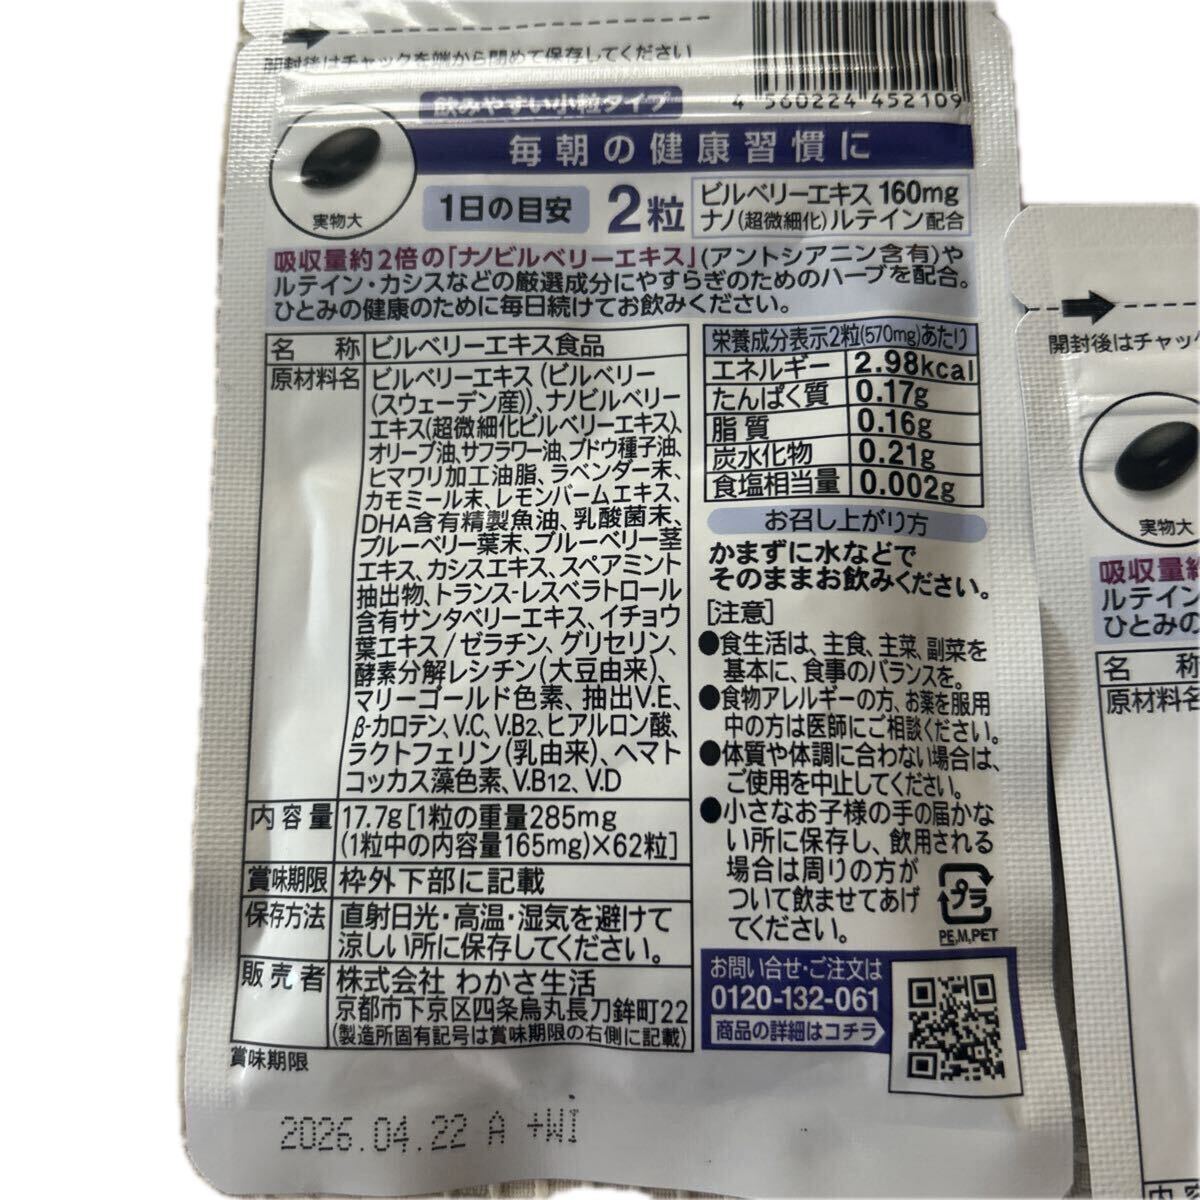 開封後はチャックを端から閉めて保存してください
4 560224 452109
飲みやすい小粒タイプ
毎朝の健康習慣に
実物大
1日の目安 2粒
ビルベリーエキス 160mg
ナノ(超微細化)ルテイン配合
吸収量約2倍の「ナノビルベリーエキス」(アントシアニン含有)や
ルテイン・カシスなどの厳選成分にやすらぎのためのハーブを配合。
ひとみの健康のために毎日続けてお飲みください。
名称 ビルベリーエキス食品
原材料名 ビルベリーエキス(ビルベリー
(スウェーデン産))、ナノビルベリー
エキス(超微細化ビルベリーエキス)、
オリーブ油、サフラワー油、ブドウ種子油、
ヒマワリ加工油脂、ラベンダー末、
カモミール末、レモンバームエキス、
DHA含有精製魚油、乳酸菌末、
ブルーベリー葉末、ブルーベリー茎
エキス、カシスエキス、スペアミント
抽出物、トランス-レスベラトロール
含有サンタベリーエキス、イチョウ
葉エキス/ゼラチン、グリセリン、
酵素分解レシチン(大豆由来)、
マリーゴールド色素、抽出V.E、
β-カロテン、V.C、V.B2、ヒアルロン酸、
ラクトフェリン(乳由来)、ヘマト
コッカス藻色素、V.B12、V.D
内容量 17.7g[1粒の重量285mg
(1粒中の内容量165mg)×62粒]
賞味期限 枠外下部に記載
保存方法 直射日光・高温・湿気を避けて
涼しい所に保存してください。
販売者 株式会社 わかさ生活
京都市下京区四条烏丸長刀鉾町22
(製造所固有記号は賞味期限の右側に記載)
賞味期限
2026.04.22 A +WI
栄養成分表示2粒(570mg)あたり
エネルギー 2.98kcal
たんぱく質 0.17g
脂質 0.16g
炭水化物 0.21g
食塩相当量 0.002g
お召し上がり方
かまずに水などで
そのままお飲みください。
[注意]
●食生活は、主食、主菜、副菜を
基本に、食事のバランスを。
●食物アレルギーの方、お薬を服用
中の方は医師にご相談ください。
●体質や体調に合わない場合は、
ご使用を中止してください。
●小さなお子様の手の届かな
い所に保存し、飲用される
場合は周りの方が
ついて飲ませてあげ
てください。
プラ
PE,M,PET
お問い合せ・ご注文は
0120-132-061
商品の詳細はコチラ
開封後はチャッ
実物大
吸収量
ルテイン
ひとみの
名称
原材料名